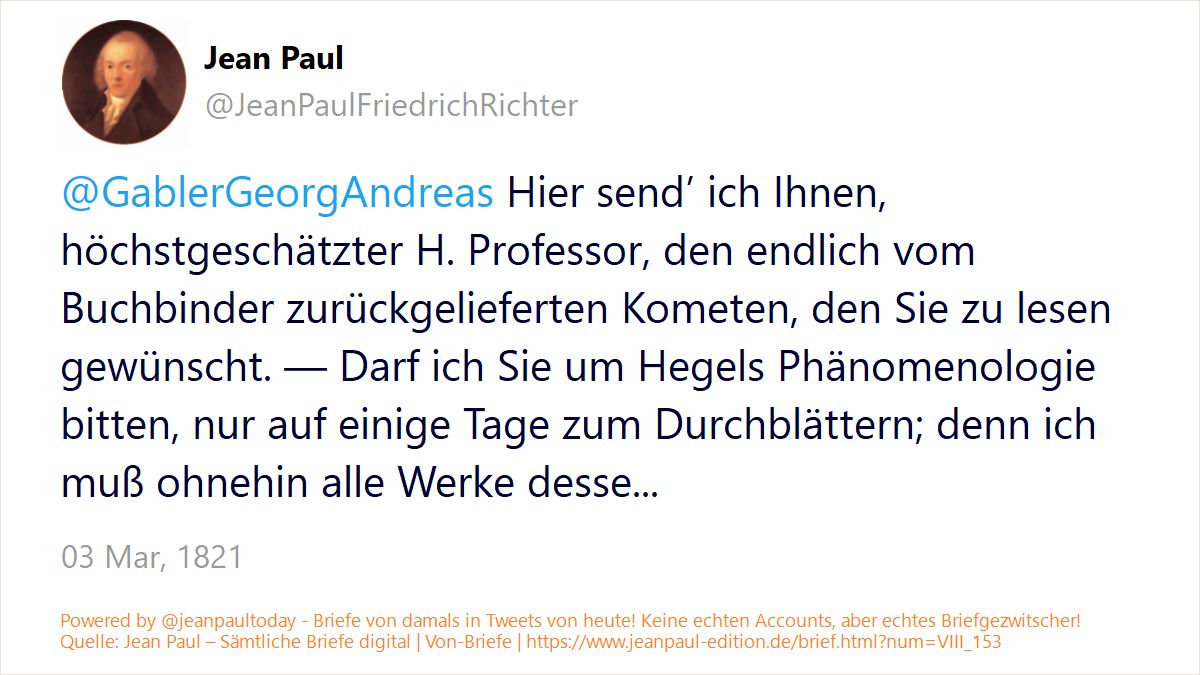 Jean Paul
@JeanPaulFriedrichRichter
@GablerGeorgAndreas Hier send’ ich Ihnen,
höchstgeschätzter H. Professor, den endlich vom
Buchbinder zurückgelieferten Kometen, den Sie zu lesen
gewünscht. — Darf ich Sie um Hegels Phänomenologie
bitten, nur auf einige Tage zum Durchblättern; denn ich
muß ohnehin alle Werke desse...
03 Mar, 1821
Powered by @jeanpaultoday - Briefe von damals in Tweets von heute! Keine echten Accounts, aber echtes Briefgezwitscher!
Quelle: Jean Paul – Sämtliche Briefe digital | Von-Briefe | https://www.jeanpaul-edition.de/brief.html?num=VIII_153